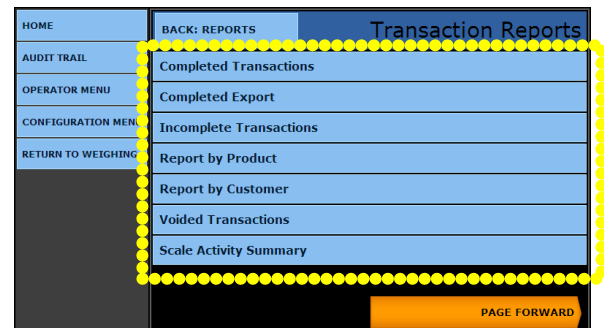 HOME
AUDIT TRAIL
OPERATOR MENU
CONFIGURATION MENU
RETURN TO WEIGHING
BACK: REPORTS
Transaction Reports
Completed Transactions
Completed Export
Incomplete Transactions
Report by Product
Report by Customer
Voided Transactions
Scale Activity Summary
PAGE FORWARD